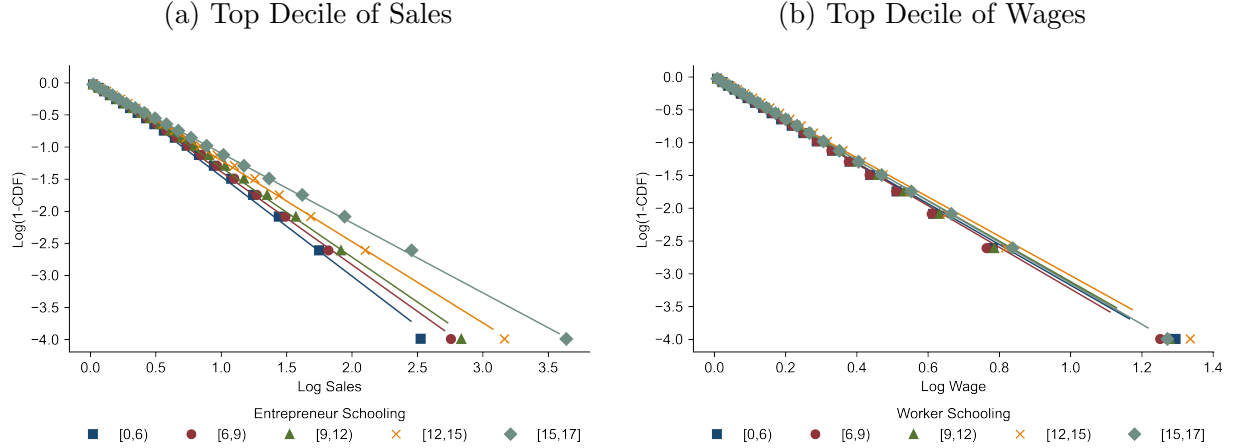 (a) Top Decile of Sales
0.0
−0.5
−1.0
−1.5
−2.0
−2.5
−3.0
−3.5
−4.0
Log(1-CDF)
0.0 0.5 1.0 1.5 2.0 2.5 3.0 3.5
Log Sales
Entrepreneur Schooling
[0,6) [6,9) [9,12) [12,15) [15,17]
(b) Top Decile of Wages
0.0
−0.5
−1.0
−1.5
−2.0
−2.5
−3.0
−3.5
−4.0
Log(1-CDF)
0.0 0.2 0.4 0.6 0.8 1.0 1.2 1.4
Log Wage
Worker Schooling
[0,6) [6,9) [9,12) [12,15) [15,17]